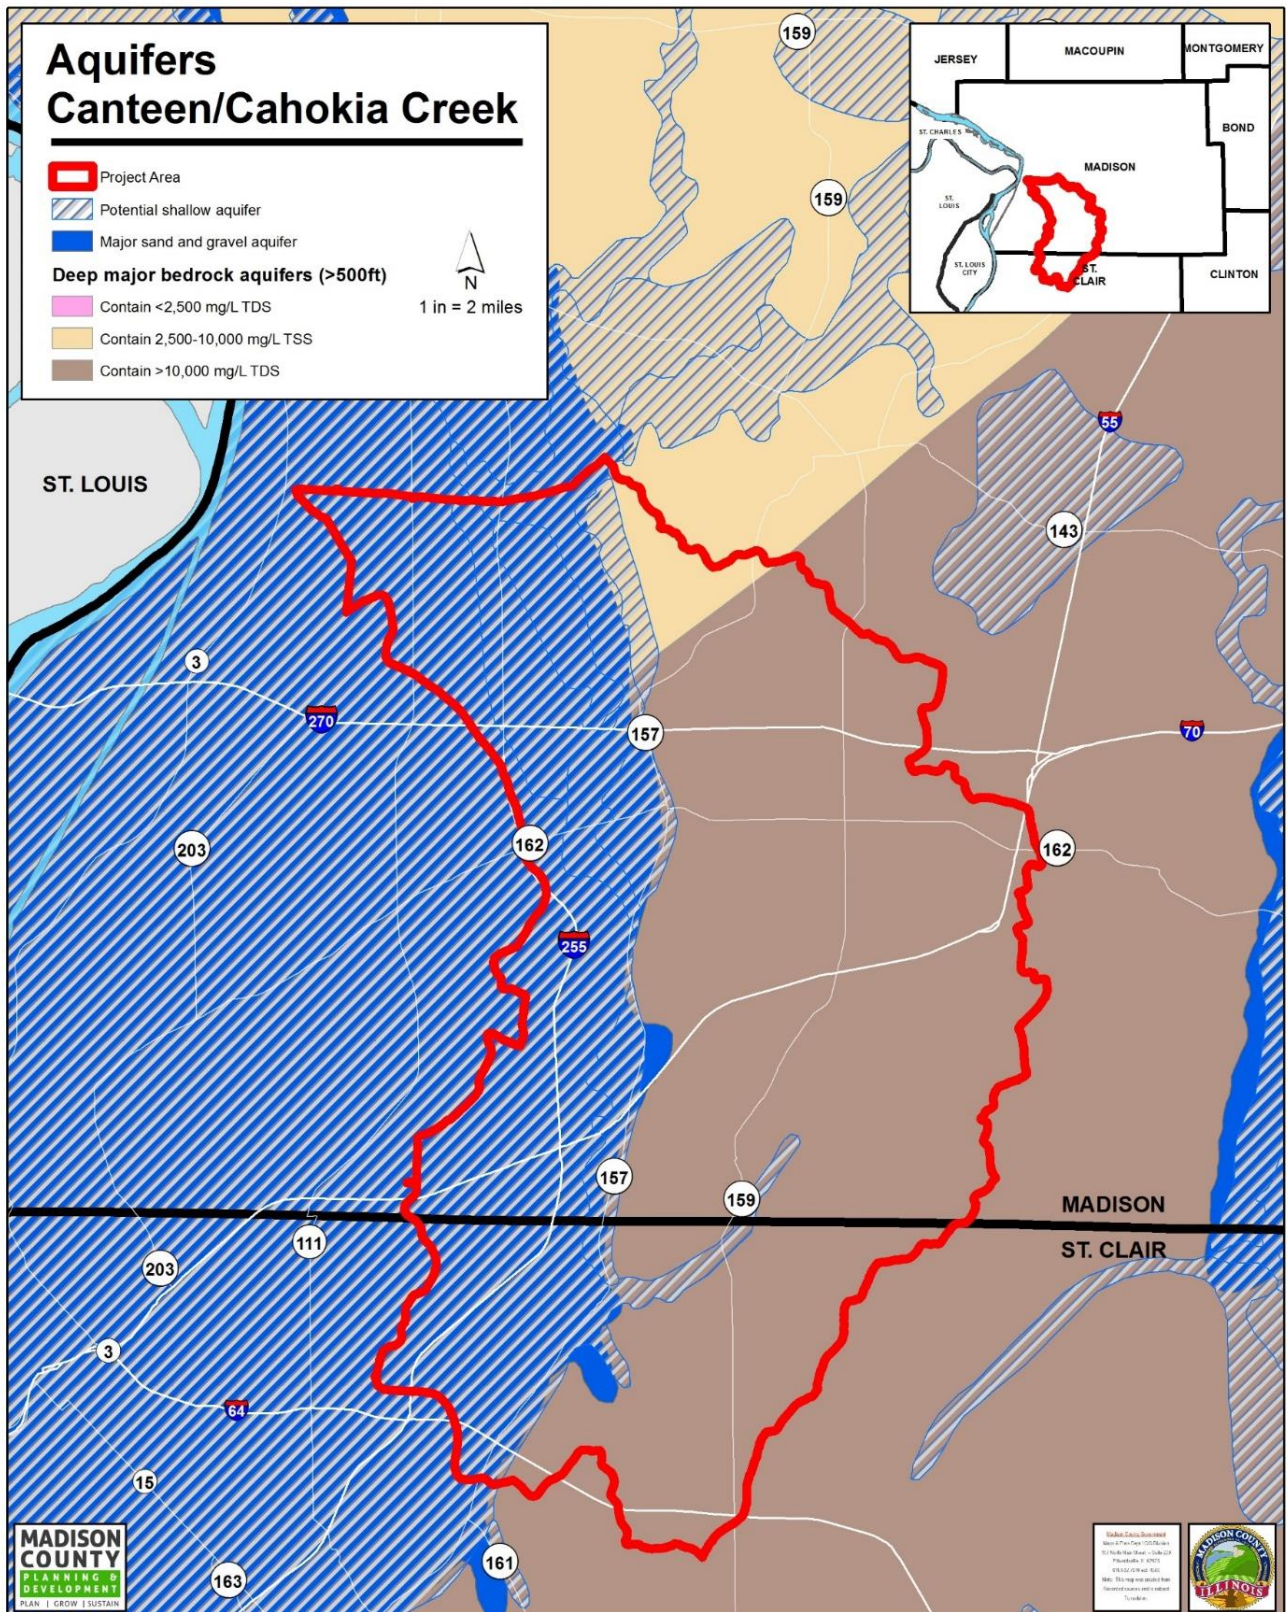 Aquifers
Canteen/Cahokia Creek
Project Area
Potential shallow aquifer
Major sand and gravel aquifer
Deep major bedrock aquifers (>500ft)
Contain <2,500 mg/L TDS
Contain 2,500-10,000 mg/L TSS
Contain >10,000 mg/L TDS
N
1 in = 2 miles
JERSEY
MACOUPIN
MONTGOMERY
ST. CHARLES
BOND
MADISON
ST.
LOUIS
ST. LOUIS
CITY
ST.
CLAIR
CLINTON
159
159
55
ST. LOUIS
143
3
270
157
70
203
162
162
255
157
159
MADISON
ST. CLAIR
111
203
3
64
15
161
163
MADISON
COUNTY
PLANNING &
DEVELOPMENT
PLAN | GROW | SUSTAIN
Madison County Government
MADISON COUNTY
ILLINOIS